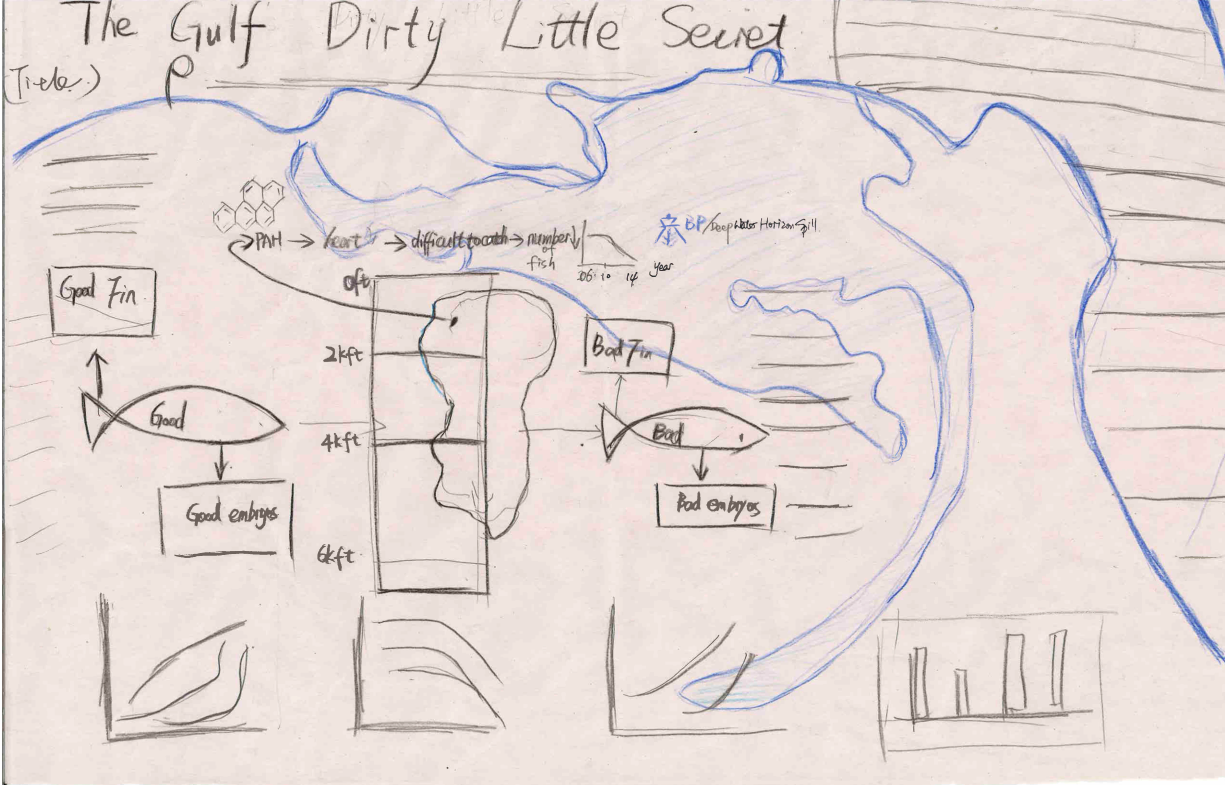 The Gulf Dirty Little Secret
(Title)
PAH → heart → difficult to catch → number of fish ↓
06 10 14 year
BP/Deep Water Horizon Spill
Good Fin
0ft
2kft
4kft
6kft
Good
Good embryos
Bad Fin
Bad
Bad embryos